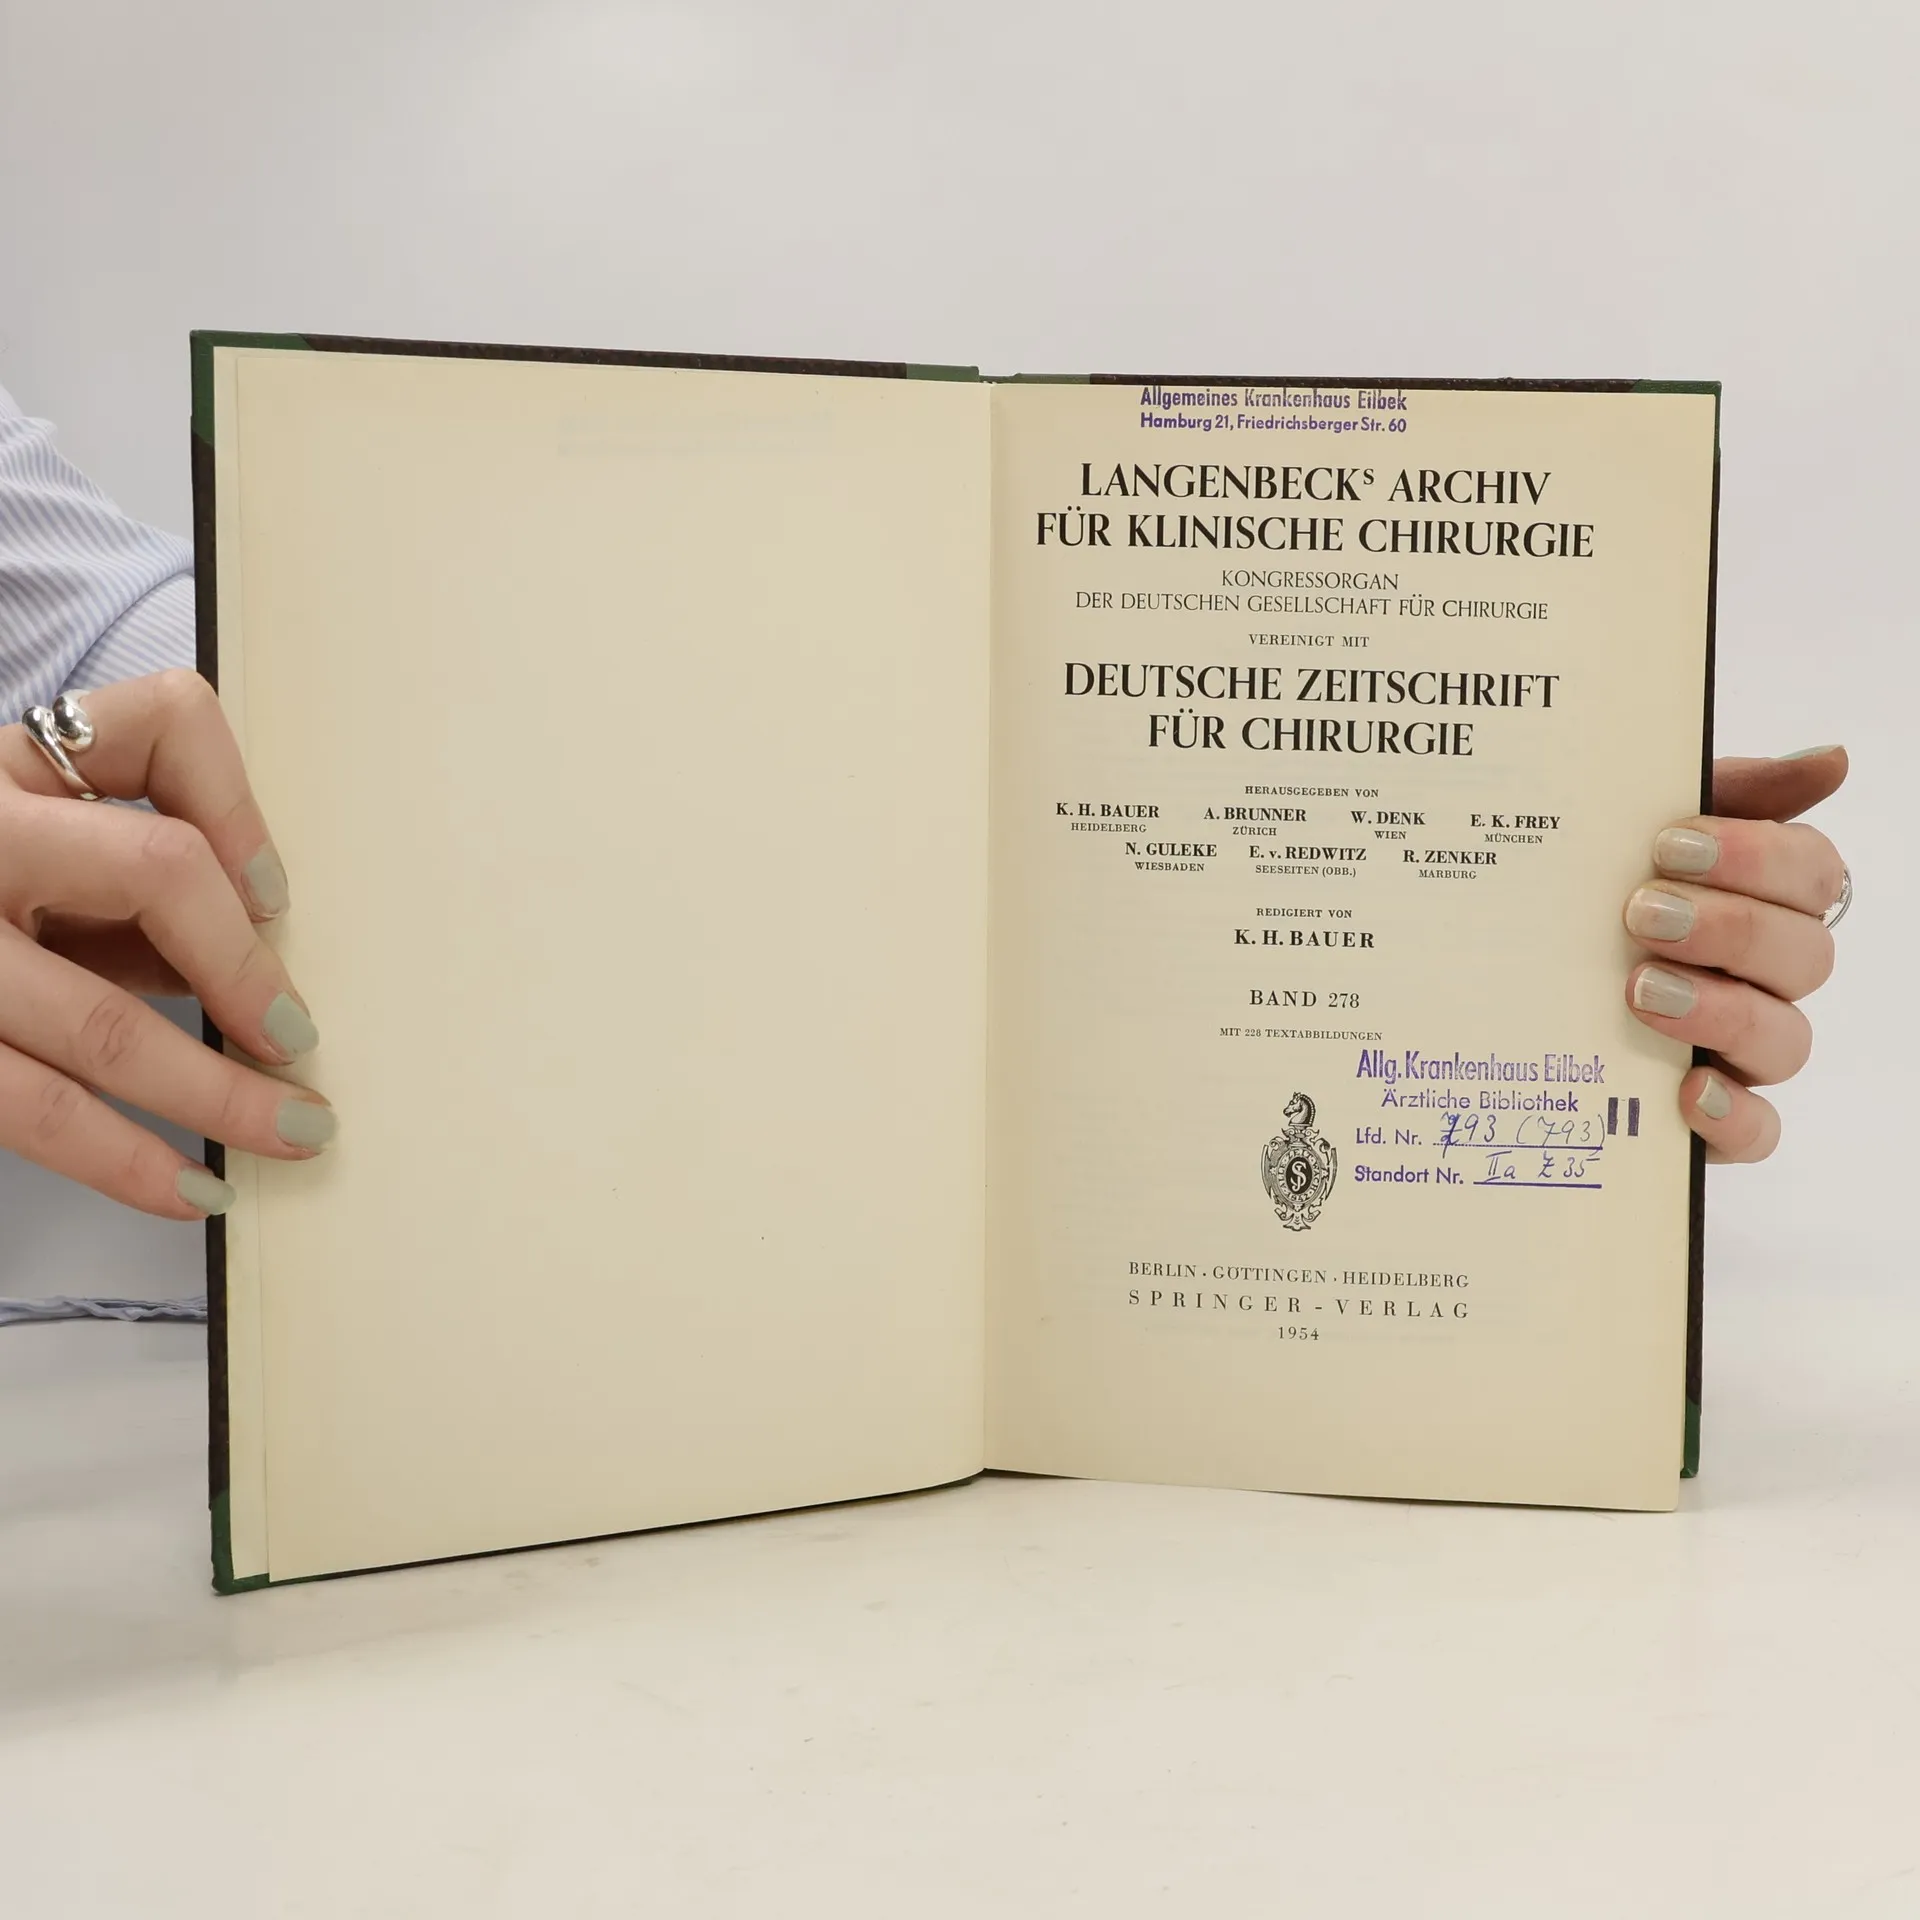 Allgemeines Krankenhaus Eilbek
Hamburg 21, Friedrichsberger Str. 60
LANGENBECKS ARCHIV
FÜR KLINISCHE CHIRURGIE
KONGRESSORGAN
DER DEUTSCHEN GESELLSCHAFT FÜR CHIRURGIE
VEREINIGT MIT
DEUTSCHE ZEITSCHRIFT
FÜR CHIRURGIE
HERAUSGEGEBEN VON
K. H. BAUER A. BRUNNER W. DENK E. K. FREY
HEIDELBERG ZÜRICH WIEN MÜNCHEN
N. GULEKE E. v. REDWITZ R. ZENKER
WIESBADEN SEESEITEN (OBB.) MARBURG
REDIGIERT VON
K. H. BAUER
BAND 278
MIT 228 TEXTABBILDUNGEN
Allg. Krankenhaus Eilbek
Ärztliche Bibliothek
Lfd. Nr. 793 (793)
Standort Nr. IIa Z 35
BERLIN · GÖTTINGEN · HEIDELBERG
SPRINGER-VERLAG
1954